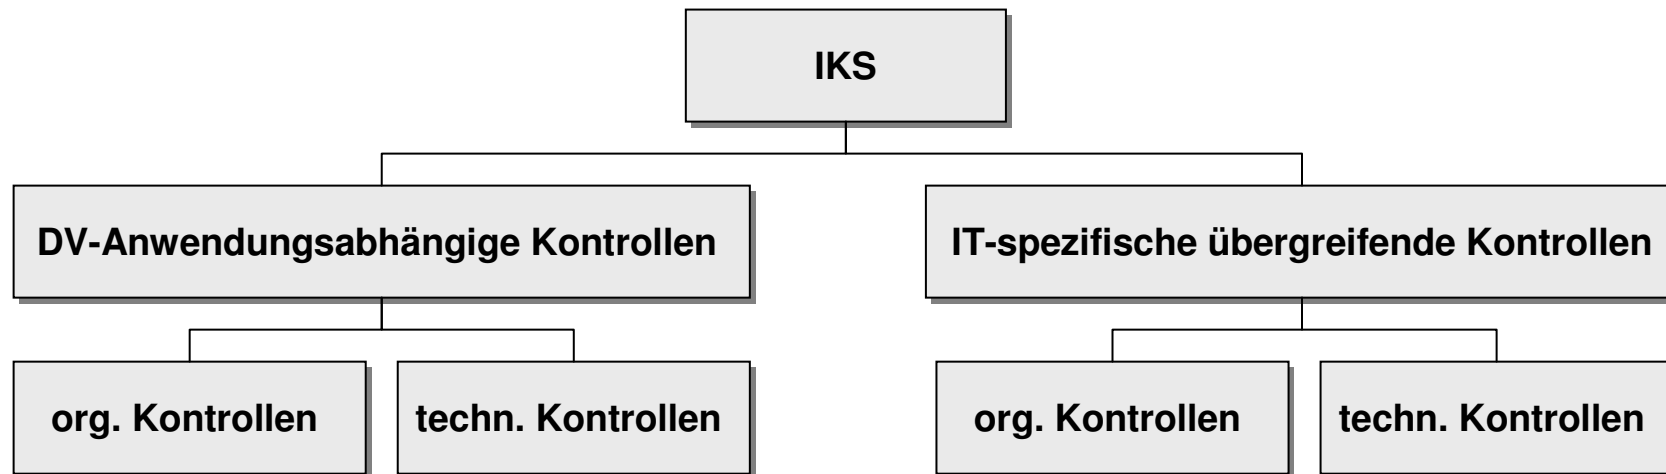 IKS
DV-Anwendungsabhängige Kontrollen
IT-spezifische übergreifende Kontrollen
org. Kontrollen
techn. Kontrollen
org. Kontrollen
techn. Kontrollen